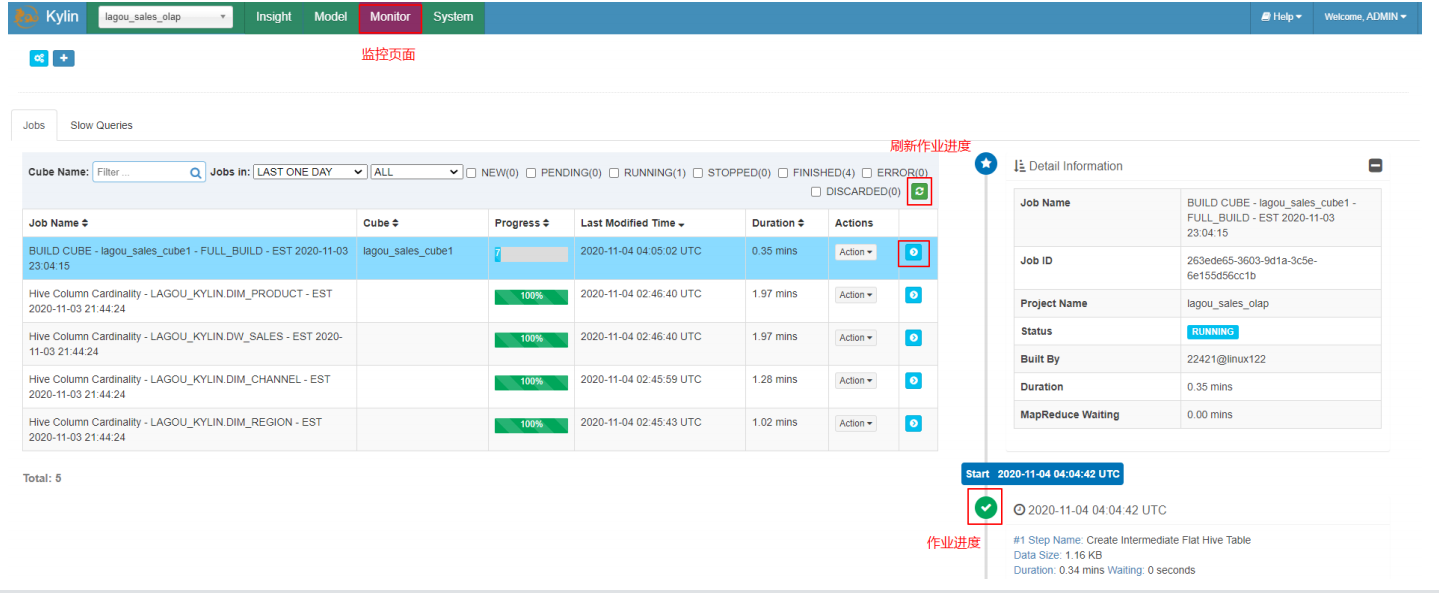 Kylin
lagou_sales_olap
Insight
Model
Monitor
System
Help
Welcome, ADMIN
监控页面
Jobs
Slow Queries
刷新作业进度
Cube Name:
Filter ...
Jobs in:
LAST ONE DAY
ALL
NEW(0)
PENDING(0)
RUNNING(1)
STOPPED(0)
FINISHED(4)
ERROR(0)
DISCARDED(0)
Job Name
Cube
Progress
Last Modified Time
Duration
Actions
BUILD CUBE - lagou_sales_cube1 - FULL_BUILD - EST 2020-11-03
23:04:15
lagou_sales_cube1
7
2020-11-04 04:05:02 UTC
0.35 mins
Action
Hive Column Cardinality - LAGOU_KYLIN.DIM_PRODUCT - EST
2020-11-03 21:44:24
100%
2020-11-04 02:46:40 UTC
1.97 mins
Action
Hive Column Cardinality - LAGOU_KYLIN.DW_SALES - EST 2020-
11-03 21:44:24
100%
2020-11-04 02:46:40 UTC
1.97 mins
Action
Hive Column Cardinality - LAGOU_KYLIN.DIM_CHANNEL - EST
2020-11-03 21:44:24
100%
2020-11-04 02:45:59 UTC
1.28 mins
Action
Hive Column Cardinality - LAGOU_KYLIN.DIM_REGION - EST
2020-11-03 21:44:24
100%
2020-11-04 02:45:43 UTC
1.02 mins
Action
Total: 5
Detail Information
Job Name
BUILD CUBE - lagou_sales_cube1 -
FULL_BUILD - EST 2020-11-03
23:04:15
Job ID
263ede65-3603-9d1a-3c5e-
6e155d56cc1b
Project Name
lagou_sales_olap
Status
RUNNING
Built By
22421@linux122
Duration
0.35 mins
MapReduce Waiting
0.00 mins
Start 2020-11-04 04:04:42 UTC
2020-11-04 04:04:42 UTC
作业进度
#1 Step Name: Create Intermediate Flat Hive Table
Data Size: 1.16 KB
Duration: 0.34 mins Waiting: 0 seconds